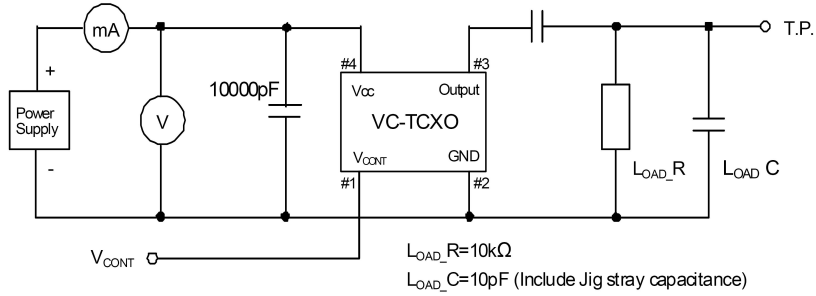 mA
T.P.
#4
#3
+
10000pF
Vcc
Output
Power
Supply
V
VC-TCXO
VCONT
GND
-
LOAD_R
LOAD C
#1
#2
VCONT
LOAD_R=10kΩ
LOAD_C=10pF (Include Jig stray capacitance)